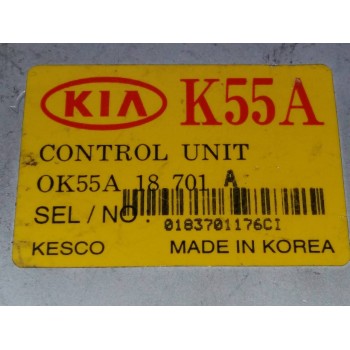 KIA K55A
CONTROL UNIT
OK55A 18 701 A
SEL / NO
0183701176CI
KESCO MADE IN KOREA